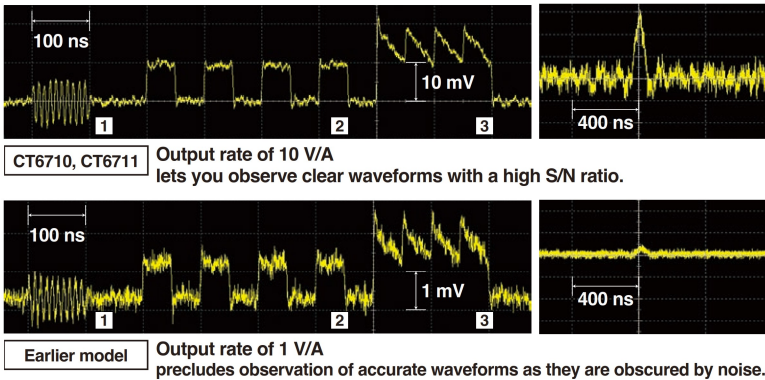 100 ns
10 mV
400 ns
1
2
3
CT6710, CT6711
Output rate of 10 V/A
lets you observe clear waveforms with a high S/N ratio.
100 ns
1 mV
400 ns
1
2
3
Earlier model
Output rate of 1 V/A
precludes observation of accurate waveforms as they are obscured by noise.